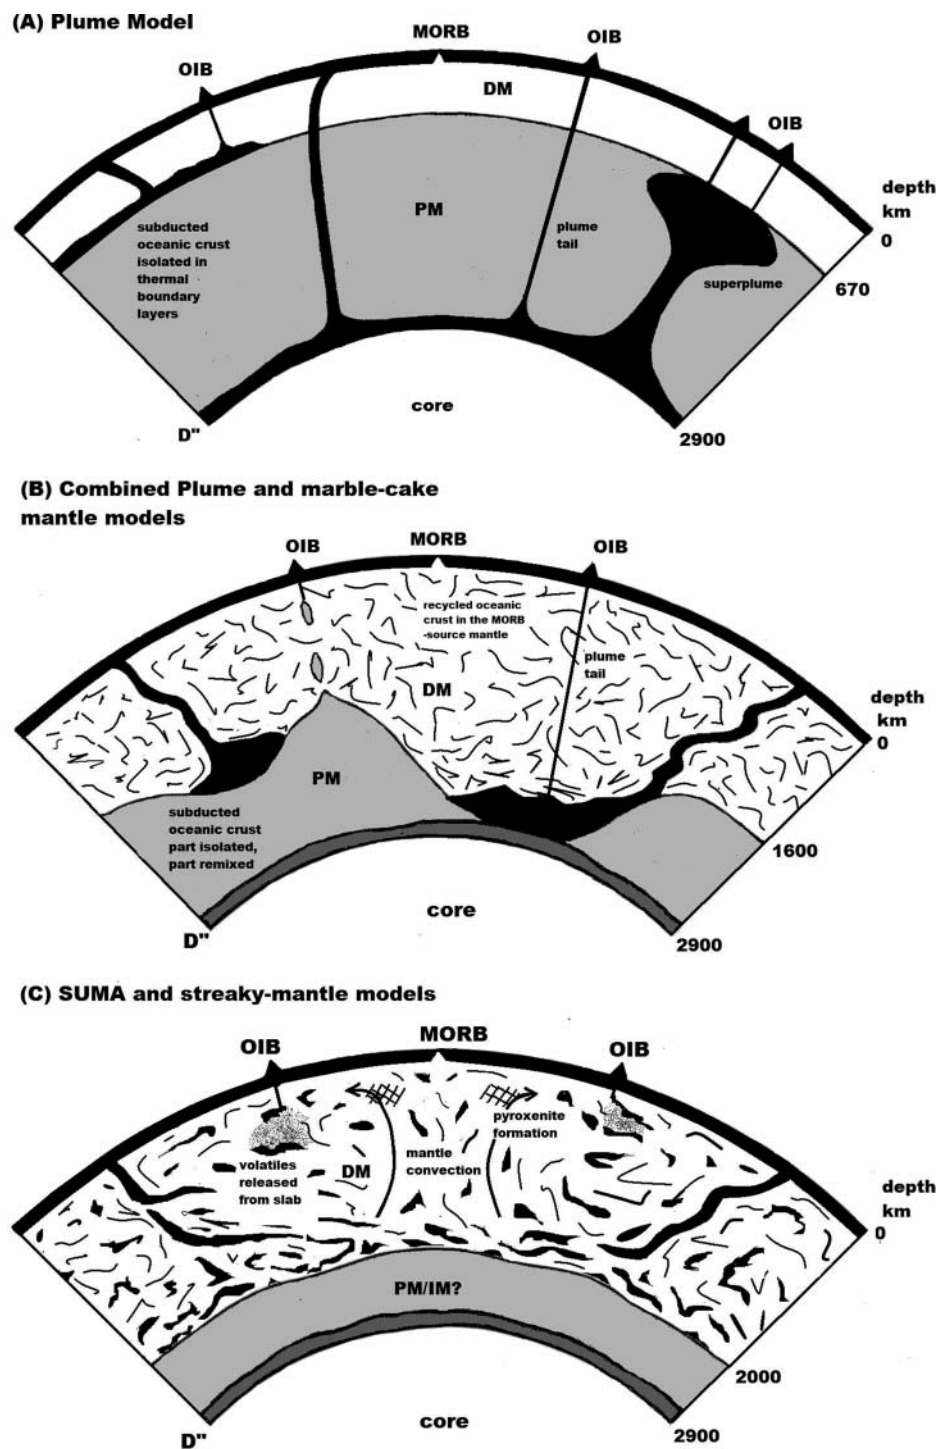 (A) Plume Model
MORB
OIB
OIB
DM
OIB
depth
km
0
PM
subducted
oceanic crust
isolated in
thermal
boundary
layers
plume
tail
superplume
670
core
D"
2900
(B) Combined Plume and marble-cake
mantle models
MORB
OIB
OIB
recycled oceanic
crust in the MORB
-source mantle
plume
tail
DM
depth
km
0
PM
subducted
oceanic crust
part isolated,
part remixed
1600
core
D"
2900
(C) SUMA and streaky-mantle models
MORB
OIB
OIB
pyroxenite
formation
mantle
convection
volatiles
released
from slab
DM
depth
km
0
PM/IM?
2000
core
D"
2900